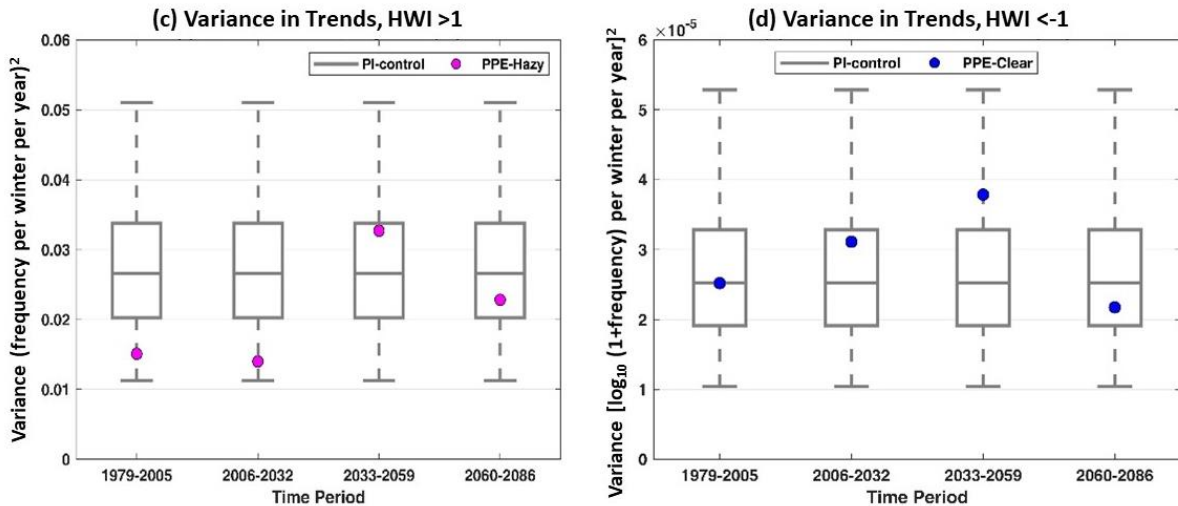 (c) Variance in Trends, HWI >1
Variance (frequency per winter per year)²
0.06
0.05
0.04
0.03
0.02
0.01
0
PI-control
PPE-Hazy
1979-2005
2006-2032
2033-2059
2060-2086
Time Period
(d) Variance in Trends, HWI <-1
Variance [log₁₀ (1+frequency) per winter per year]²
×10⁻⁵
6
5
4
3
2
1
0
PI-control
PPE-Clear
1979-2005
2006-2032
2033-2059
2060-2086
Time Period